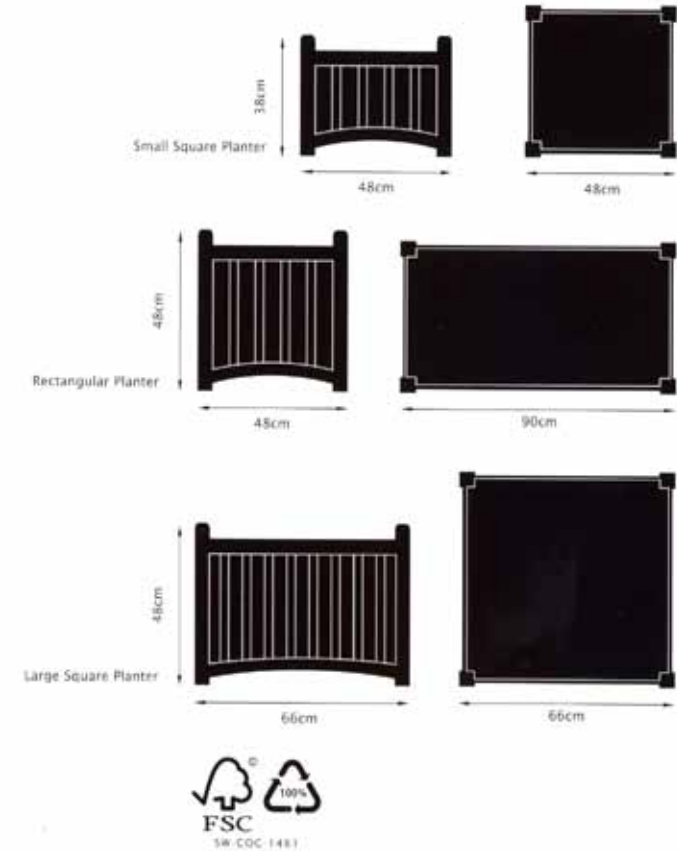 38cm
Small Square Planter
48cm
48cm
48cm
Rectangular Planter
48cm
90cm
48cm
Large Square Planter
66cm
66cm
©
100%
FSC
SW-COC-1461